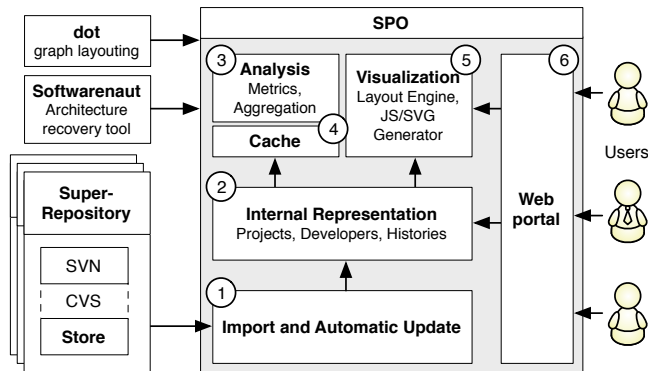 dot
graph layouting
Softwarenaut
Architecture
recovery tool
Super-
Repository
SVN
CVS
Store
SPO
3
Analysis
Metrics,
Aggregation
4
Cache
5
Visualization
Layout Engine,
JS/SVG
Generator
2
Internal Representation
Projects, Developers, Histories
1
Import and Automatic Update
6
Web
portal
Users